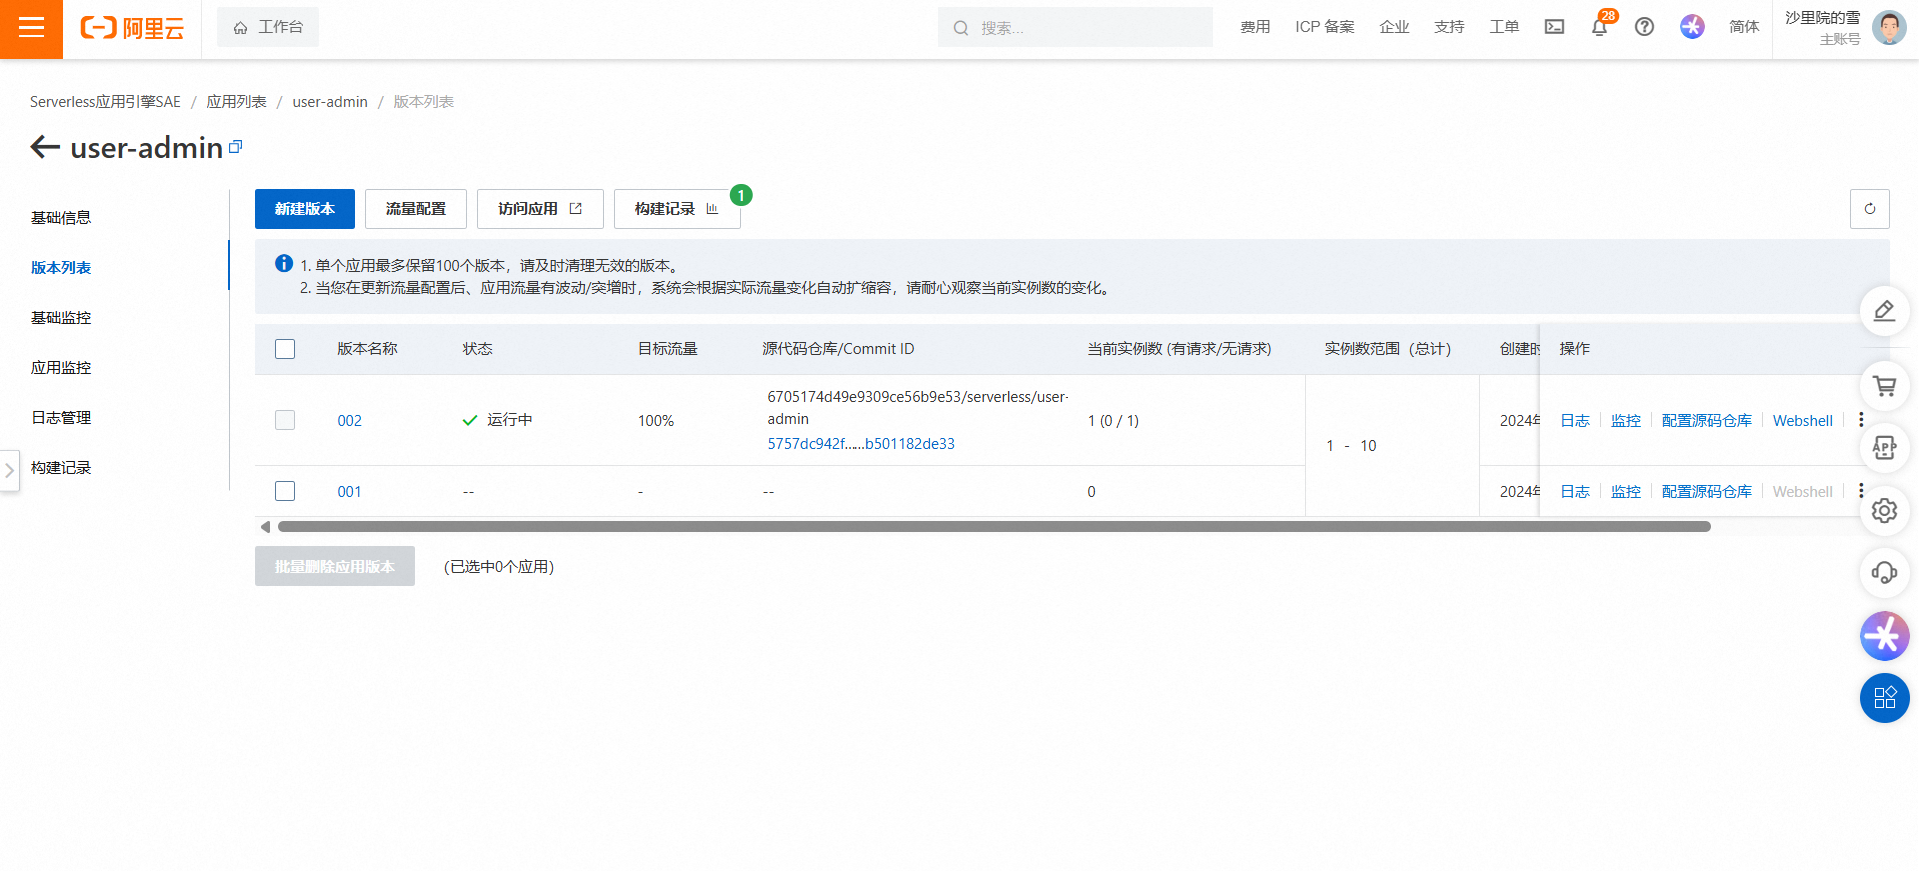 阿里云
工作台
搜索...
费用
ICP 备案
企业
支持
工单
28
简体
沙里院的雪
主账号
Serverless应用引擎SAE / 应用列表 / user-admin / 版本列表
user-admin
基础信息
版本列表
基础监控
应用监控
日志管理
构建记录
新建版本
流量配置
访问应用
构建记录
1
1. 单个应用最多保留100个版本，请及时清理无效的版本。
2. 当您在更新流量配置后、应用流量有波动/突增时，系统会根据实际流量变化自动扩缩容，请耐心观察当前实例数的变化。
版本名称 状态 目标流量 源代码仓库/Commit ID 当前实例数 (有请求/无请求) 实例数范围（总计） 创建时 操作
6705174d49e9309ce56b9e53/serverless/user-
admin
002 运行中 100% 1 (0 / 1) 2024年 日志 监控 配置源码仓库 Webshell
5757dc942f......b501182de33
1 - 10
001 -- - -- 0 2024年 日志 监控 配置源码仓库 Webshell
批量删除应用版本
(已选中0个应用)
APP